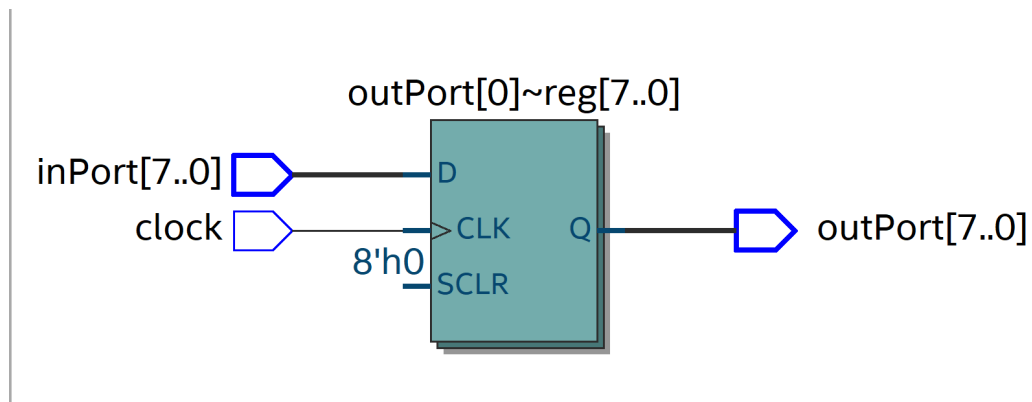 outPort[0]~reg[7..0]
inPort[7..0]
D
clock
CLK
Q
outPort[7..0]
8'h0
SCLR